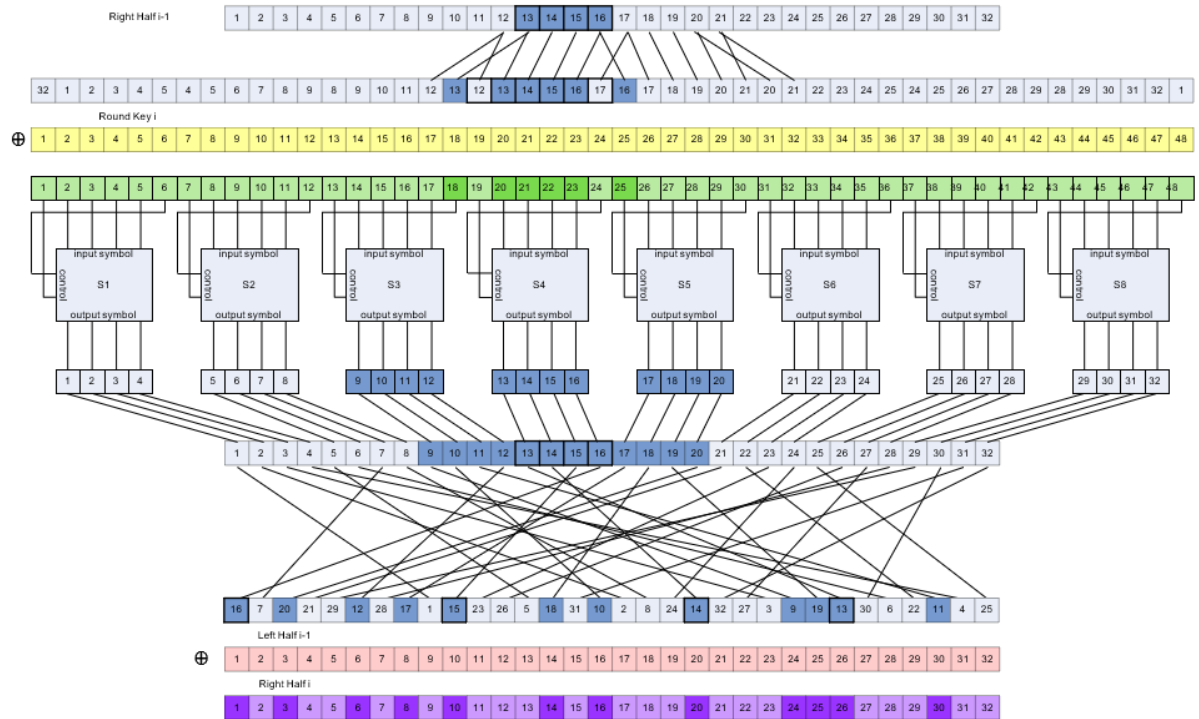 Right Half i-1 1 2 3 4 5 6 7 8 9 10 11 12 13 14 15 16 17 18 19 20 21 22 23 24 25 26 27 28 29 30 31 32
32 1 2 3 4 5 4 5 6 7 8 9 8 9 10 11 12 13 12 13 14 15 16 17 16 17 18 19 20 21 20 21 22 23 24 25 24 25 26 27 28 29 28 29 30 31 32 1
Round Key i
⊕ 1 2 3 4 5 6 7 8 9 10 11 12 13 14 15 16 17 18 19 20 21 22 23 24 25 26 27 28 29 30 31 32 33 34 35 36 37 38 39 40 41 42 43 44 45 46 47 48
1 2 3 4 5 6 7 8 9 10 11 12 13 14 15 16 17 18 19 20 21 22 23 24 25 26 27 28 29 30 31 32 33 34 35 36 37 38 39 40 41 42 43 44 45 46 47 48
input symbol input symbol input symbol input symbol input symbol input symbol input symbol input symbol
control S1 control S2 control S3 control S4 control S5 control S6 control S7 control S8
output symbol output symbol output symbol output symbol output symbol output symbol output symbol output symbol
1 2 3 4 5 6 7 8 9 10 11 12 13 14 15 16 17 18 19 20 21 22 23 24 25 26 27 28 29 30 31 32
1 2 3 4 5 6 7 8 9 10 11 12 13 14 15 16 17 18 19 20 21 22 23 24 25 26 27 28 29 30 31 32
16 7 20 21 29 12 28 17 1 15 23 26 5 18 31 10 2 8 24 14 32 27 3 9 19 13 30 6 22 11 4 25
Left Half i-1
⊕ 1 2 3 4 5 6 7 8 9 10 11 12 13 14 15 16 17 18 19 20 21 22 23 24 25 26 27 28 29 30 31 32
Right Half i
1 2 3 4 5 6 7 8 9 10 11 12 13 14 15 16 17 18 19 20 21 22 23 24 25 26 27 28 29 30 31 32